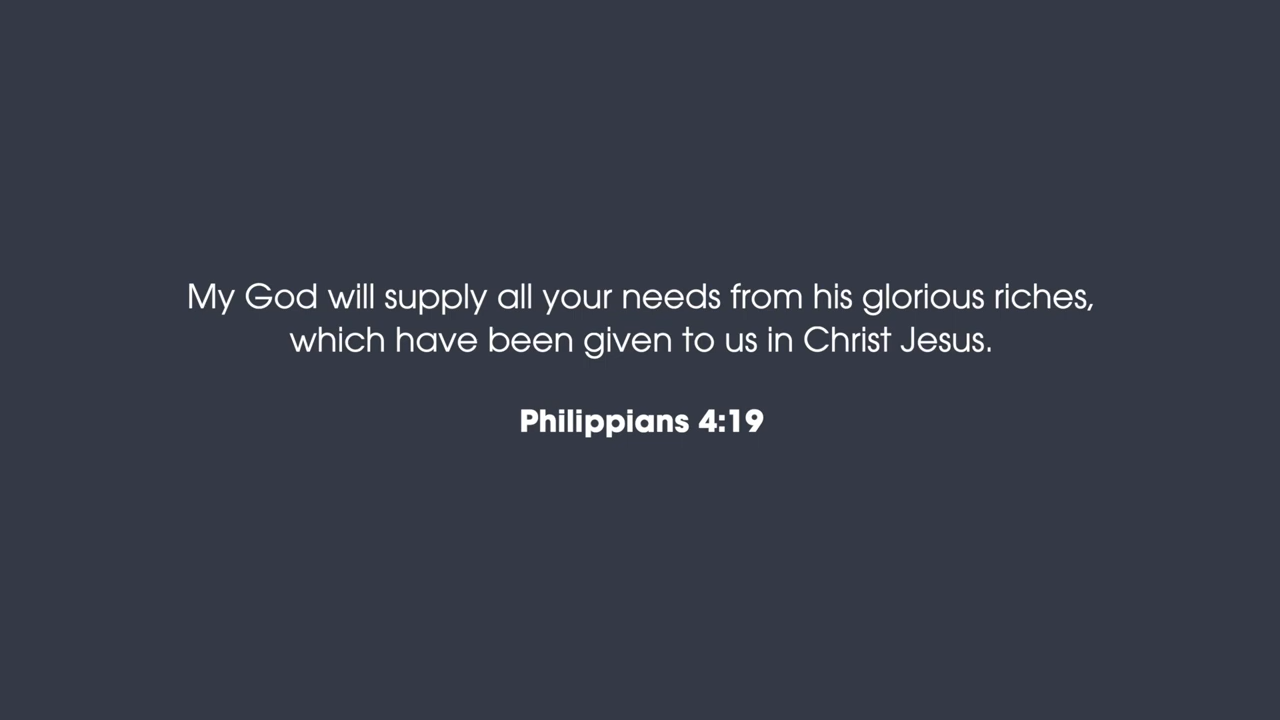 My God will supply all your needs from his glorious riches,
which have been given to us in Christ Jesus.
Philippians 4:19